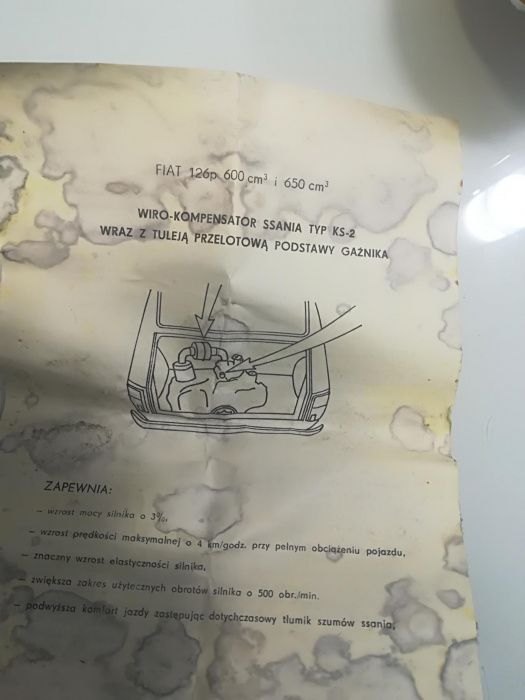 FIAT 126p 600 cm³ i 650 cm³
WIRO-KOMPENSATOR SSANIA TYP KS-2
WRAZ Z TULEJĄ PRZELOTOWĄ PODSTAWY GAŹNIKA
ZAPEWNIA:
— wzrost mocy silnika o 3%,
— wzrost prędkości maksymalnej o 4 km/godz. przy pełnym obciążeniu pojazdu,
— znaczny wzrost elastyczności silnika,
— zwiększa zakres użytecznych obrotów silnika o 500 obr./min.
— podwyższa komfort jazdy zastępując dotychczasowy tłumik szumów ssania,